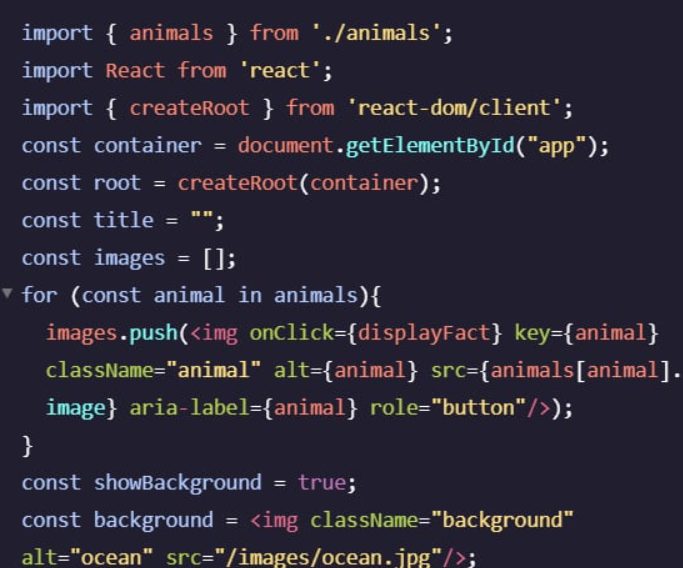 import { animals } from './animals';
import React from 'react';
import { createRoot } from 'react-dom/client';
const container = document.getElementById("app");
const root = createRoot(container);
const title = "";
const images = [];
for (const animal in animals){
images.push(<img onClick={displayFact} key={animal}
className="animal" alt={animal} src={animals[animal].
image} aria-label={animal} role="button"/>);
}
const showBackground = true;
const background = <img className="background"
alt="ocean" src="/images/ocean.jpg"/>;